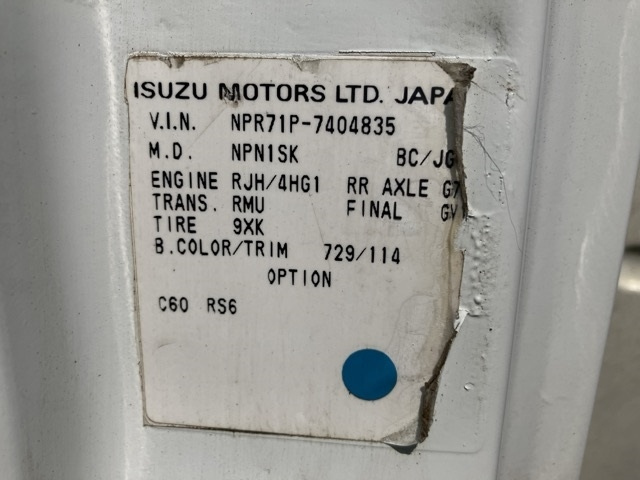 ISUZU MOTORS LTD. JAPA
V.I.N. NPR71P-7404835
M.D. NPN1SK BC/JG
ENGINE RJH/4HG1 RR AXLE G7
TRANS. RMU FINAL
TIRE 9XK
B.COLOR/TRIM 729/114
OPTION
C60 RS6